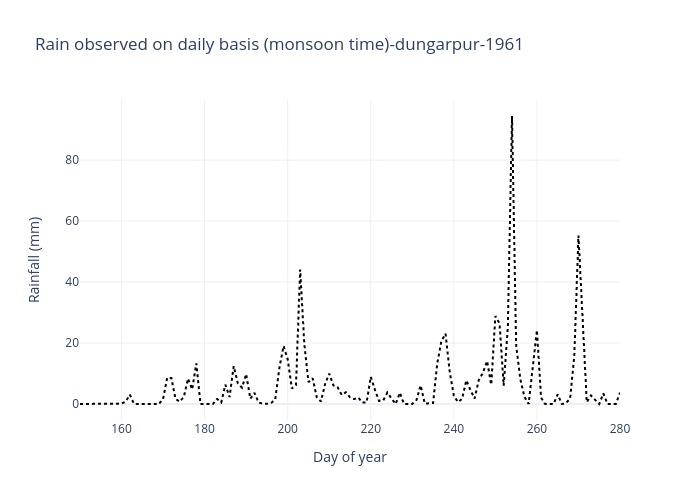 Rain observed on daily basis (monsoon time)-dungarpur-1961
80
60
40
20
0
Rainfall (mm)
160 180 200 220 240 260 280
Day of year